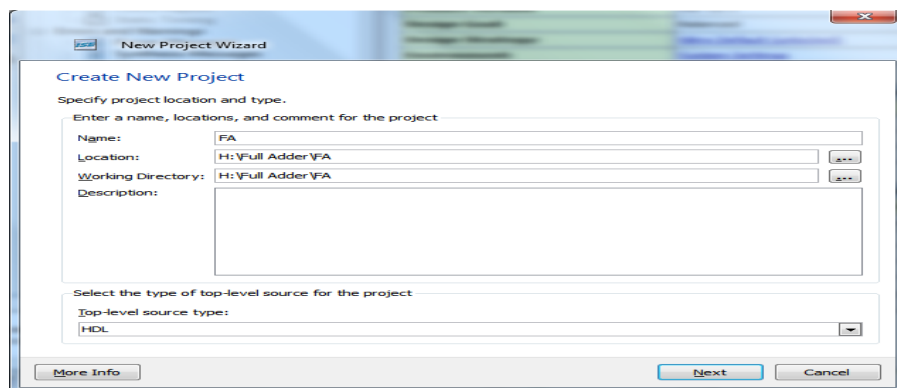 New Project Wizard
Create New Project
Specify project location and type.
Enter a name, locations, and comment for the project
Name: FA
Location: H:\Full Adder\FA ...
Working Directory: H:\Full Adder\FA ...
Description:
Select the type of top-level source for the project
Top-level source type:
HDL
More Info Next Cancel